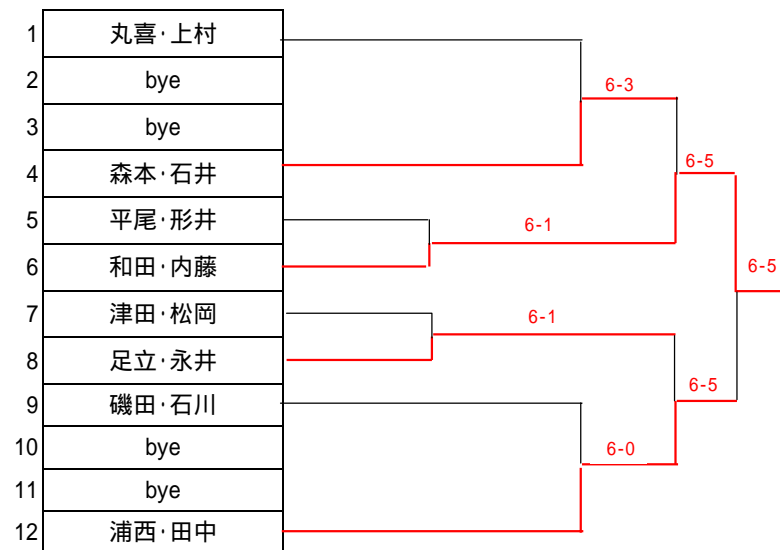 1 丸喜・上村
2 bye
3 bye
4 森本・石井
5 平尾・形井
6 和田・内藤
7 津田・松岡
8 足立・永井
9 磯田・石川
10 bye
11 bye
12 浦西・田中
6-3
6-5
6-1
6-5
6-1
6-5
6-0